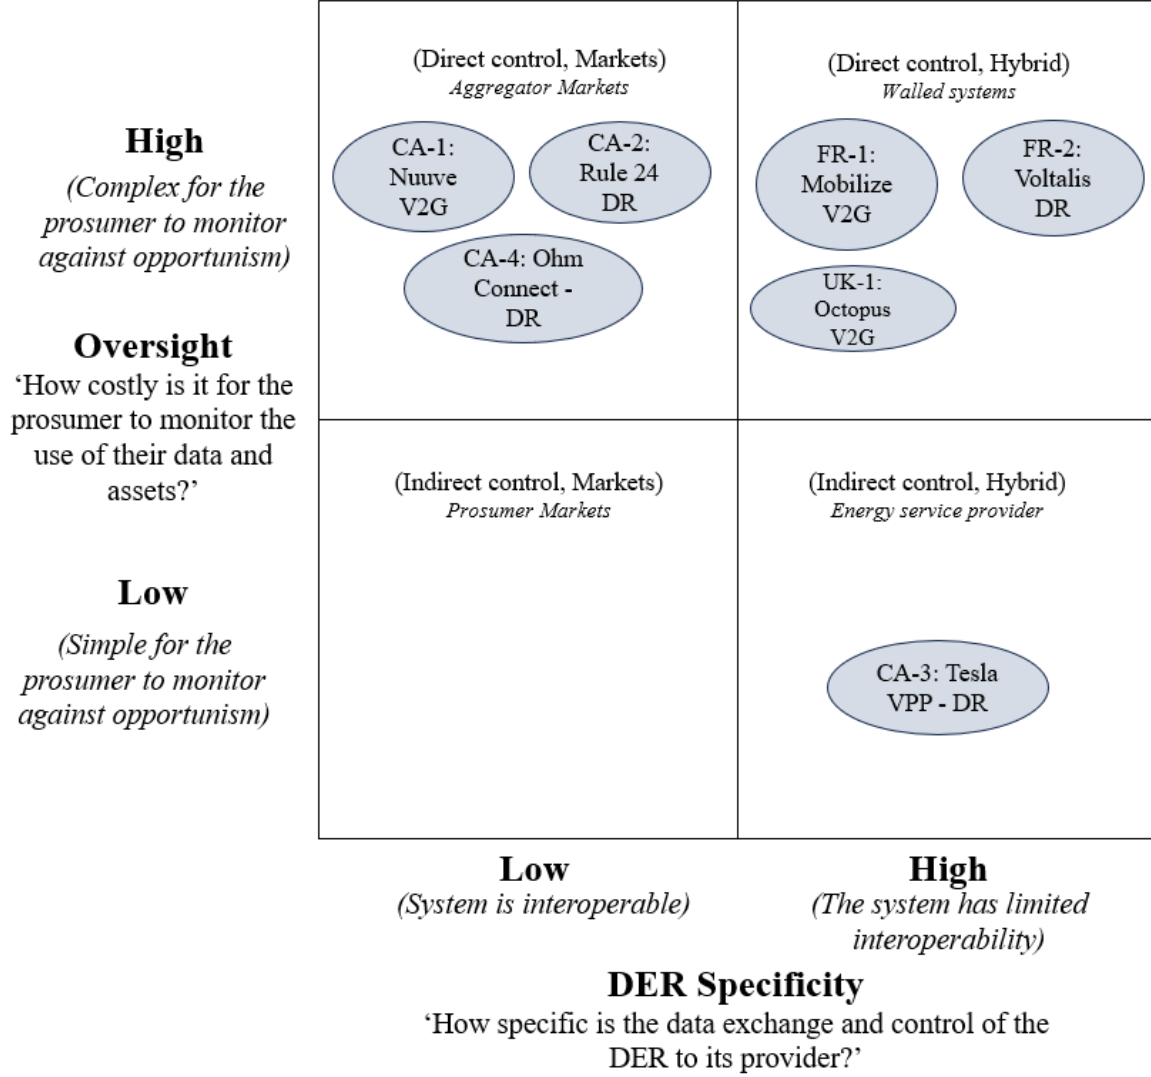 (Direct control, Markets)
Aggregator Markets
(Direct control, Hybrid)
Walled systems
High
(Complex for the
prosumer to monitor
against opportunism)
CA-1:
Nuuve
V2G
CA-2:
Rule 24
DR
CA-4: Ohm
Connect -
DR
FR-1:
Mobilize
V2G
FR-2:
Voltalis
DR
UK-1:
Octopus
V2G
Oversight
‘How costly is it for the
prosumer to monitor the
use of their data and
assets?’
(Indirect control, Markets)
Prosumer Markets
(Indirect control, Hybrid)
Energy service provider
Low
(Simple for the
prosumer to monitor
against opportunism)
CA-3: Tesla
VPP - DR
Low
(System is interoperable)
High
(The system has limited
interoperability)
DER Specificity
‘How specific is the data exchange and control of the
DER to its provider?’